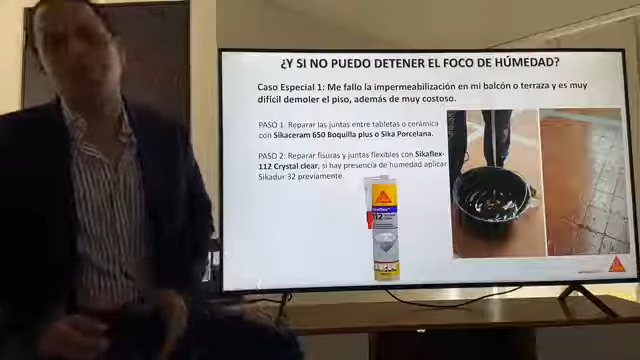 ¿Y SI NO PUEDO DETENER EL FOCO DE HÚMEDAD?
Caso Especial 1: Me fallo la impermeabilización en mi balcón o terraza y es muy
difícil demoler el piso, además de muy costoso.
PASO 1: Reparar las juntas entre tabletas o cerámica
con Sikaceram 650 Boquilla plus o Sika Porcelana.
PASO 2: Reparar fisuras y juntas flexibles con Sikaflex-
112 Crystal clear, si hay presencia de humedad aplicar
Sikadur 32 previamente.
112